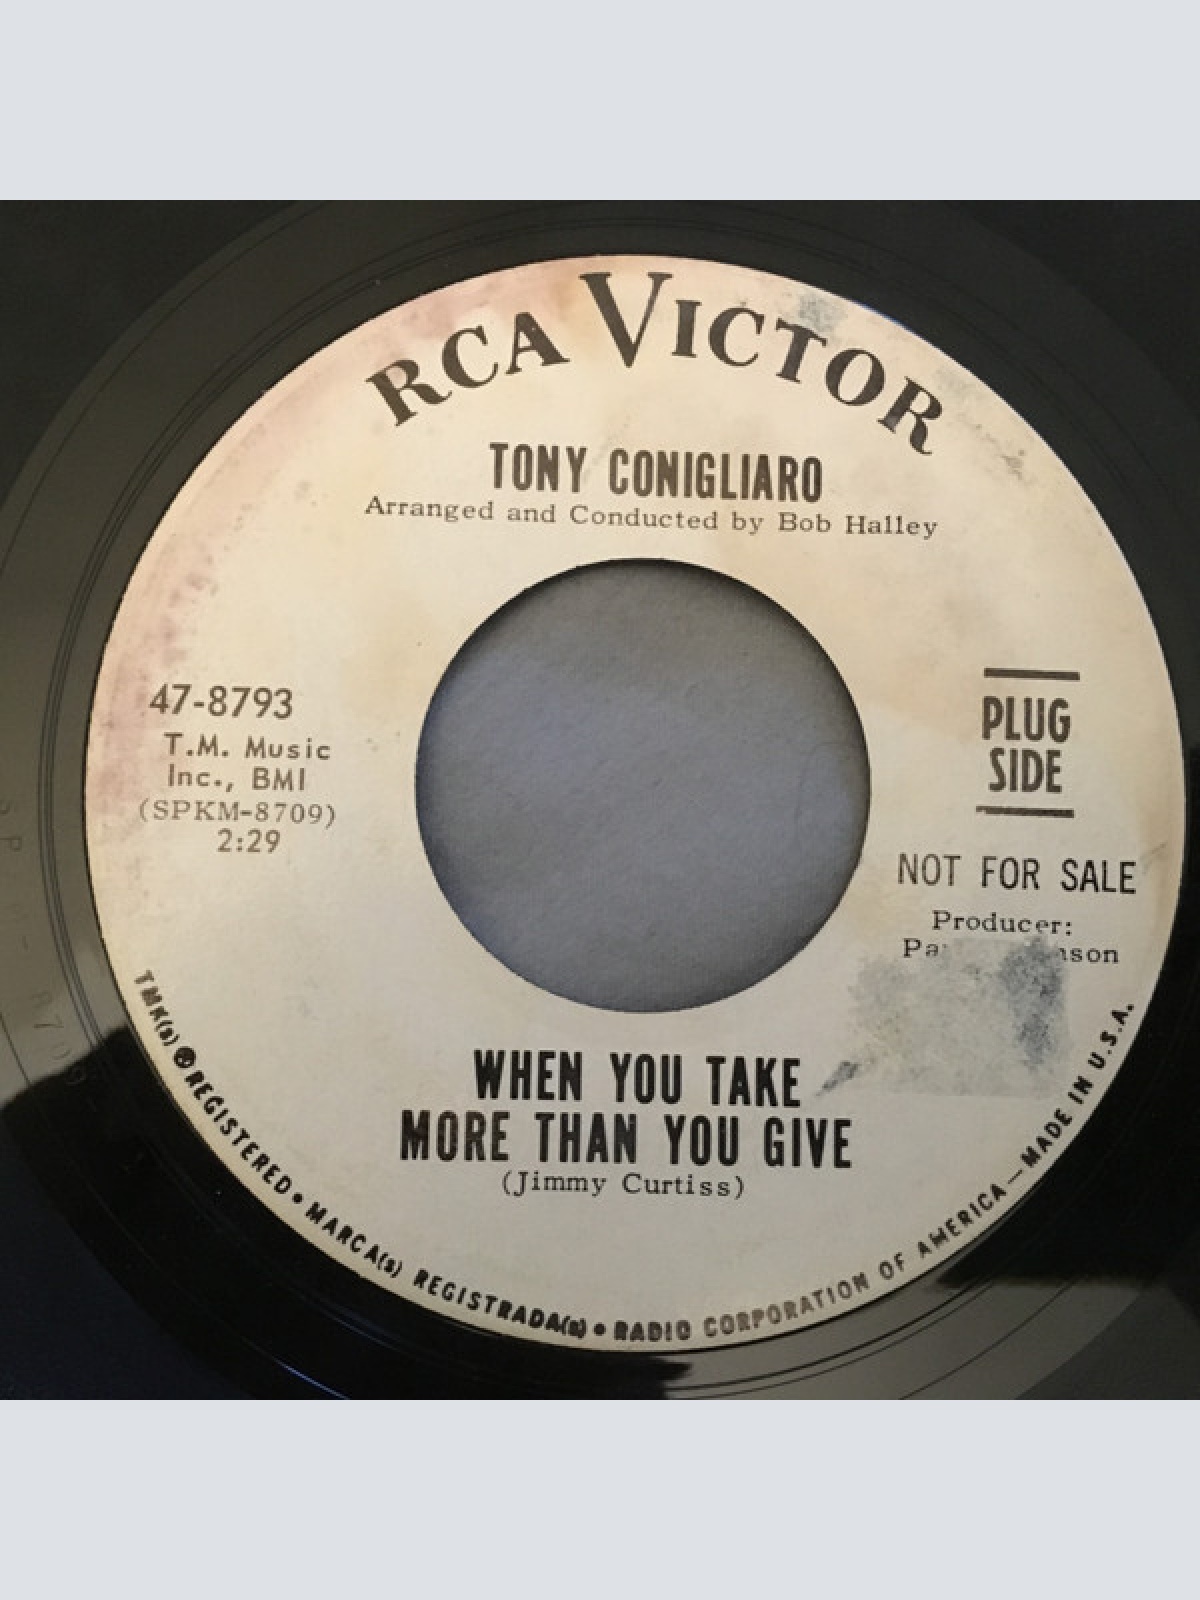 RCA VICTOR
TONY CONIGLIARO
Arranged and Conducted by Bob Halley
47-8793
T.M. Music
Inc., BMI
(SPKM-8709)
2:29
PLUG
SIDE
NOT FOR SALE
Producer:
WHEN YOU TAKE
MORE THAN YOU GIVE
(Jimmy Curtiss)
TMK(s) ® REGISTERED • MARCA(s) REGISTRADA(s) • RADIO CORPORATION OF AMERICA—MADE IN U.S.A.